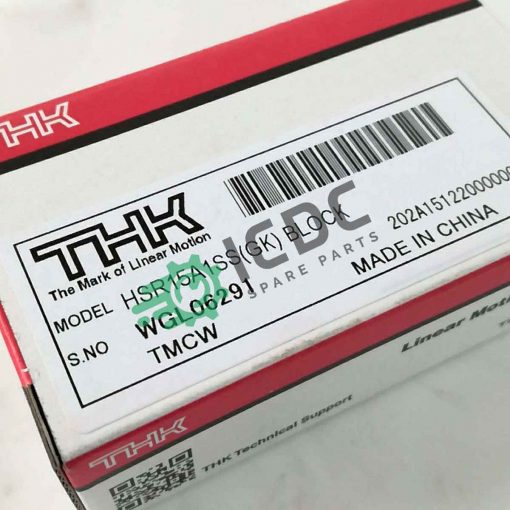 THK
THK
The Mark of Linear Motion
MODEL HSR15A1SS(GK) BLOCK
S.NO WGL06291
202A1512200000
TMCW
MADE IN CHINA
ICDC
SPARE PARTS
THK
Linear Motion
THK Technical Support